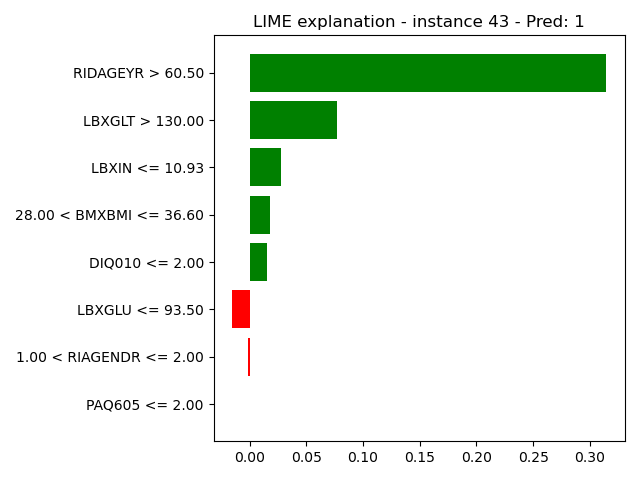 LIME explanation - instance 43 - Pred: 1
RIDAGEYR > 60.50
LBXGLT > 130.00
LBXIN <= 10.93
28.00 < BMXBMI <= 36.60
DIQ010 <= 2.00
LBXGLU <= 93.50
1.00 < RIAGENDR <= 2.00
PAQ605 <= 2.00
0.00 0.05 0.10 0.15 0.20 0.25 0.30